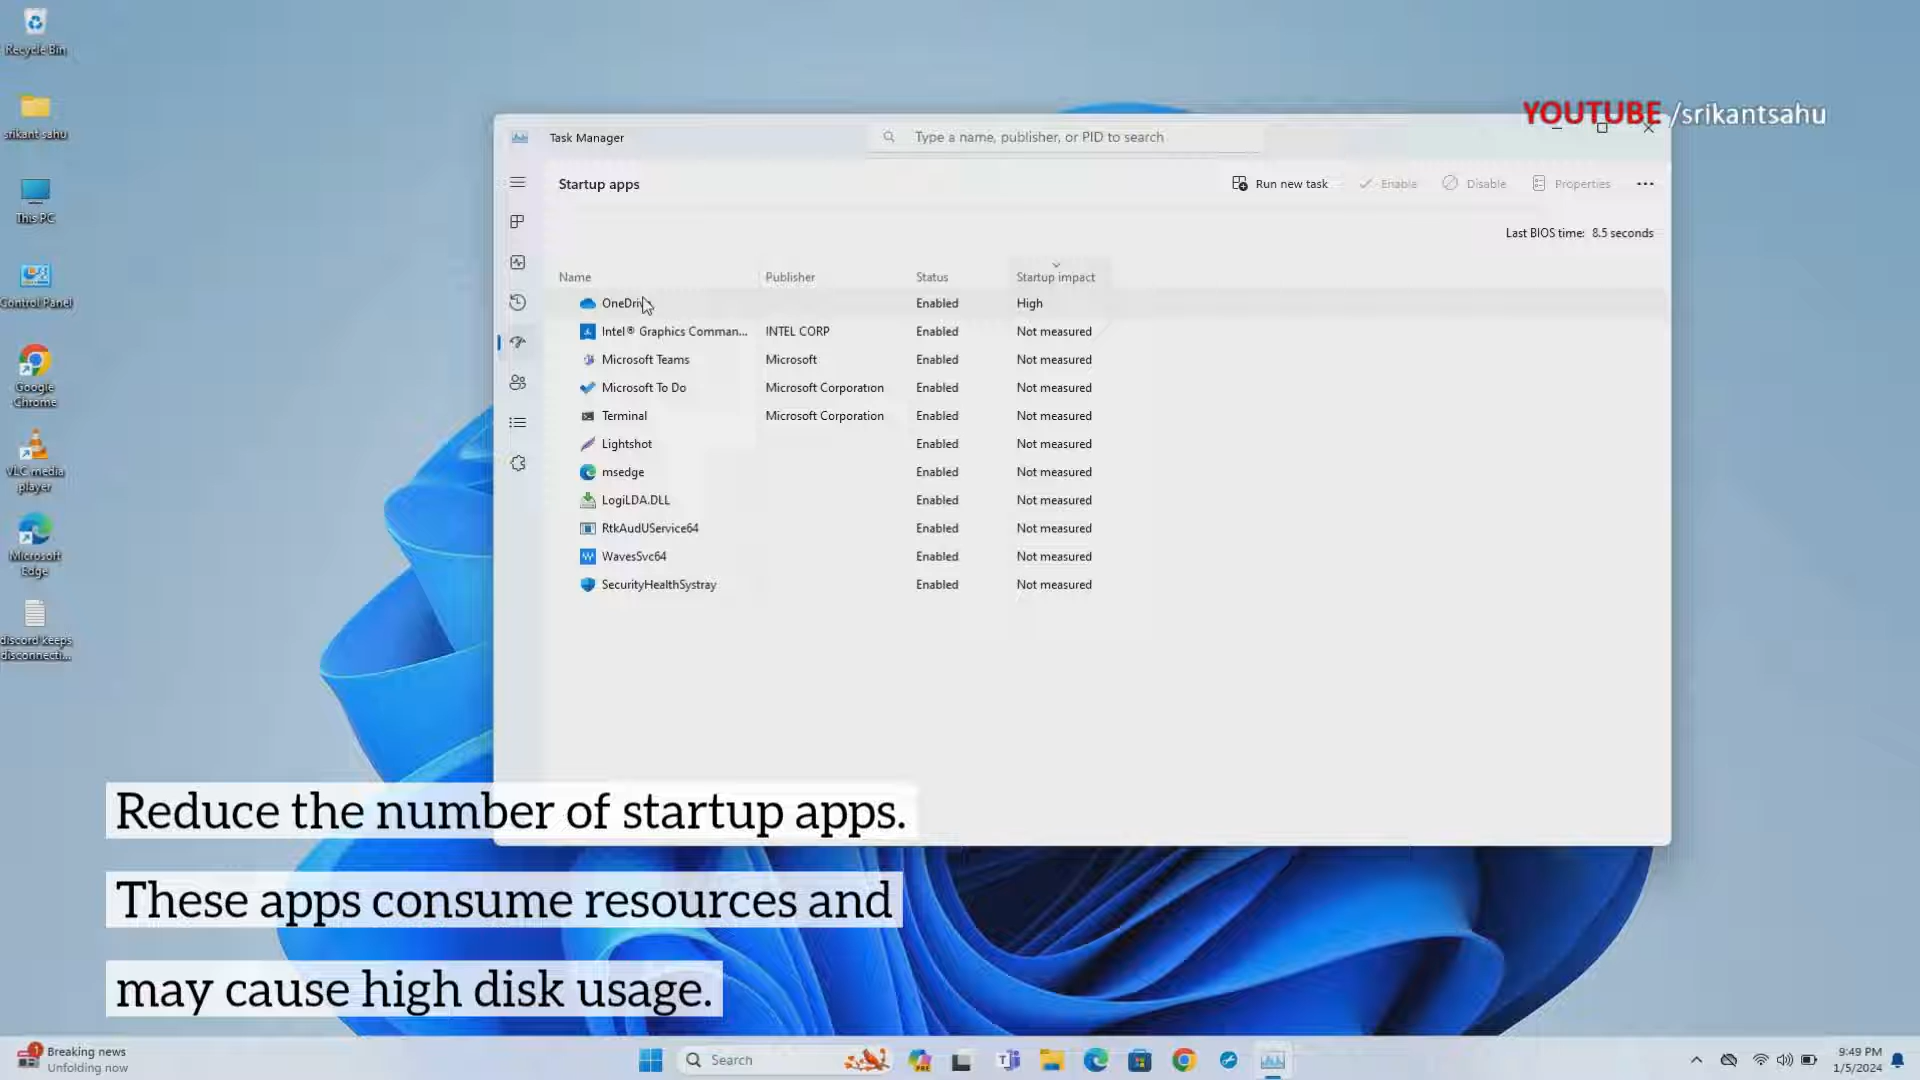 Recycle Bin
srikant sahu
This PC
Control Panel
Google
Chrome
VLC media
player
Microsoft
Edge
discord keeps
disconnecti...
YOUTUBE /srikantsahu
Task Manager
Type a name, publisher, or PID to search
Startup apps
Run new task
Enable
Disable
Properties
Last BIOS time: 8.5 seconds
Name Publisher Status Startup impact
Enabled High
Intel® Graphics Comman... INTEL CORP Enabled Not measured
Microsoft Teams Microsoft Enabled Not measured
Microsoft To Do Microsoft Corporation Enabled Not measured
Terminal Microsoft Corporation Enabled Not measured
Lightshot Enabled Not measured
msedge Enabled Not measured
LogiLDA.DLL Enabled Not measured
RtkAudUService64 Enabled Not measured
WavesSvc64 Enabled Not measured
SecurityHealthSystray Enabled Not measured
Reduce the number of startup apps.
These apps consume resources and
may cause high disk usage.
1
Breaking news
Unfolding now
Search
PRE
9:49 PM
1/5/2024